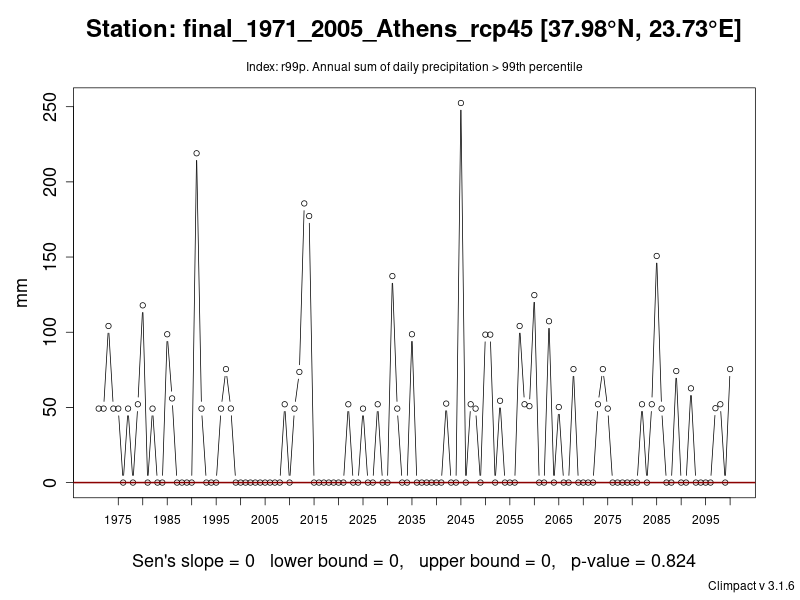 Station: final_1971_2005_Athens_rcp45 [37.98°N, 23.73°E]
Index: r99p. Annual sum of daily precipitation > 99th percentile
250
200
150
100
50
0
mm
1975 1985 1995 2005 2015 2025 2035 2045 2055 2065 2075 2085 2095
Sen's slope = 0 lower bound = 0, upper bound = 0, p-value = 0.824
Climpact v 3.1.6